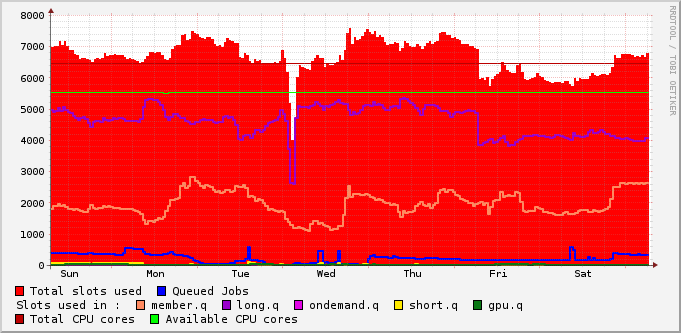 8000
7000
6000
5000
4000
3000
2000
1000
0
Sun Mon Tue Wed Thu Fri Sat
RRDTOOL / TOBI OETIKER
Total slots used Queued Jobs
Slots used in : member.q long.q ondemand.q short.q gpu.q
Total CPU cores Available CPU cores